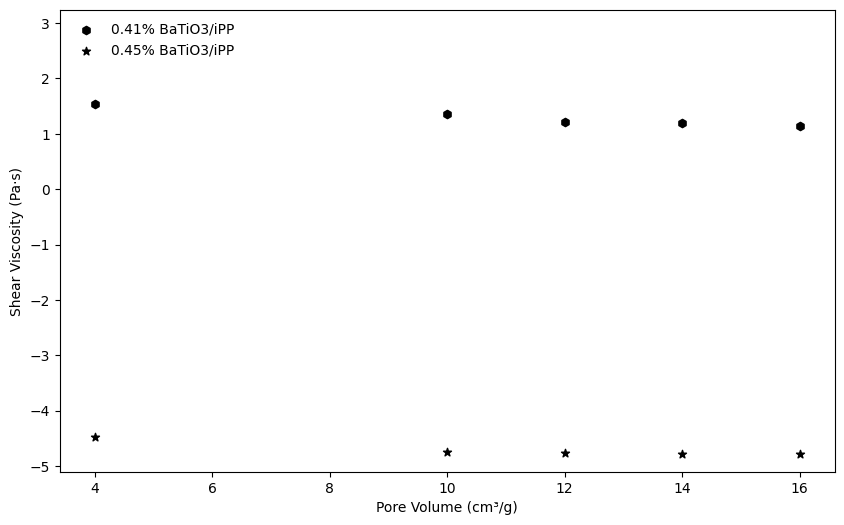 0.41% BaTiO3/iPP
0.45% BaTiO3/iPP
3
2
1
0
−1
−2
−3
−4
−5
Shear Viscosity (Pa·s)
4 6 8 10 12 14 16
Pore Volume (cm³/g)